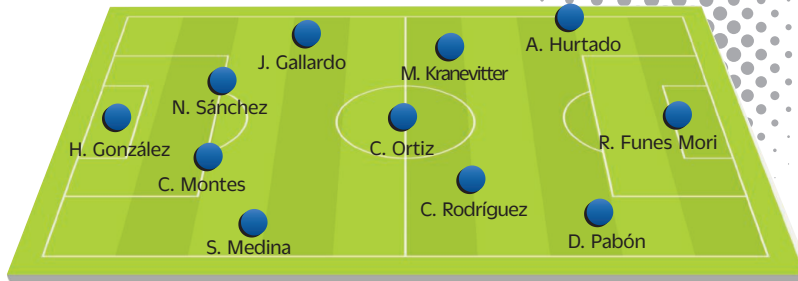 A. Hurtado
J. Gallardo
M. Kranevitter
N. Sánchez
H. González
C. Ortiz
R. Funes Mori
C. Montes
C. Rodríguez
S. Medina
D. Pabón